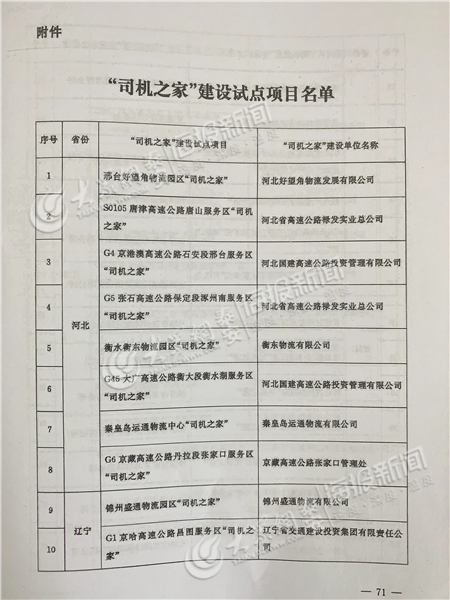 附件
“司机之家”建设试点项目名单
序号 省份 “司机之家”建设试点项目 “司机之家”建设单位名称
1 邢台好望角物流园区“司机之家” 河北好望角物流发展有限公司
2 S0105唐津高速公路唐山服务区“司机
之家” 河北省高速公路禄发实业总公司
3 G4京港澳高速公路石安段邢台服务区
“司机之家” 河北国建高速公路投资管理有限公司
4 G5张石高速公路保定段涿州南服务区
“司机之家” 河北省高速公路禄发实业总公司
河北
5 衡水衡东物流园区“司机之家” 衡东物流有限公司
6 G45大广高速公路衡大段衡水湖服务区
“司机之家” 河北国建高速公路投资管理有限公司
7 秦皇岛运通物流中心“司机之家” 秦皇岛运通物流有限公司
8 G6京藏高速公路丹拉段张家口服务区
“司机之家” 京藏高速公路张家口管理处
9 锦州盛通物流园区“司机之家” 锦州盛通物流有限公司
辽宁
10 G1京哈高速公路昌图服务区“司机之
家” 辽宁省交通建设投资集团有限责任公
司
— 71 —